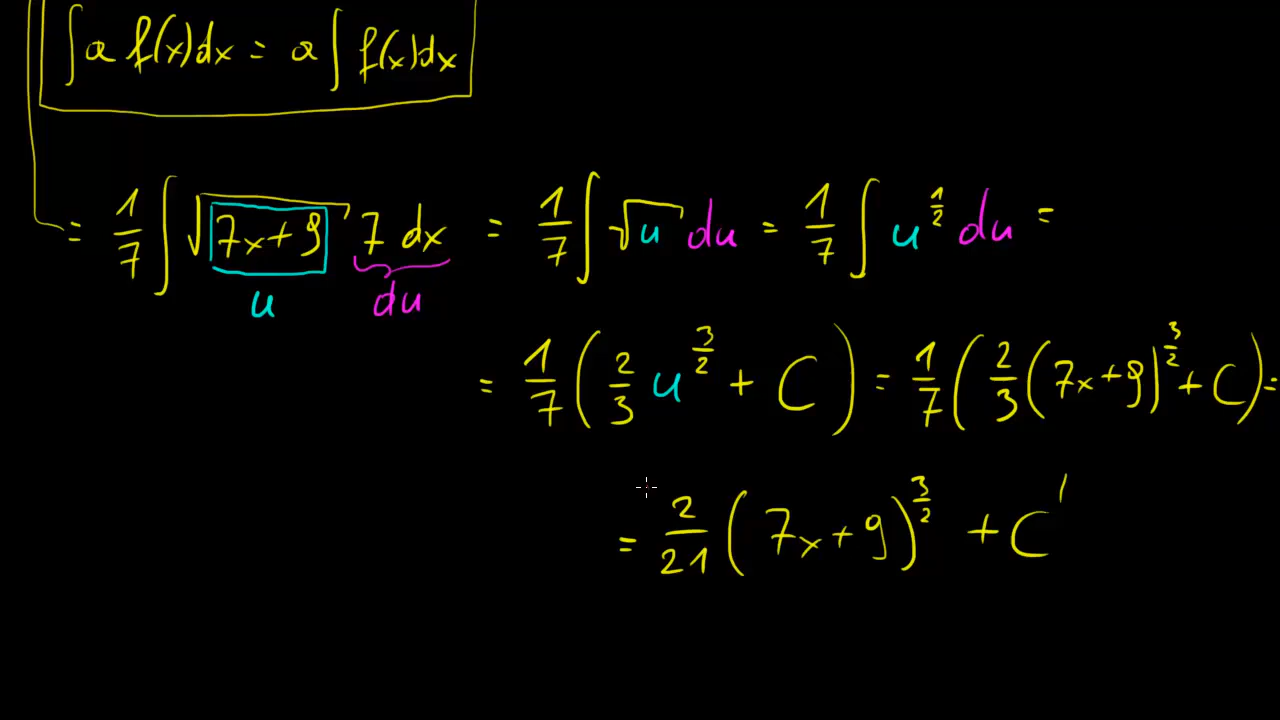 ∫ a f(x)dx = a ∫ f(x)dx
= 1/7 ∫ √(7x+9) 7 dx = 1/7 ∫ √u du = 1/7 ∫ u^(1/2) du =
u du
= 1/7 (2/3 u^(3/2) + C) = 1/7 (2/3 (7x+9)^(3/2) + C) =
= 2/21 (7x+9)^(3/2) + C'